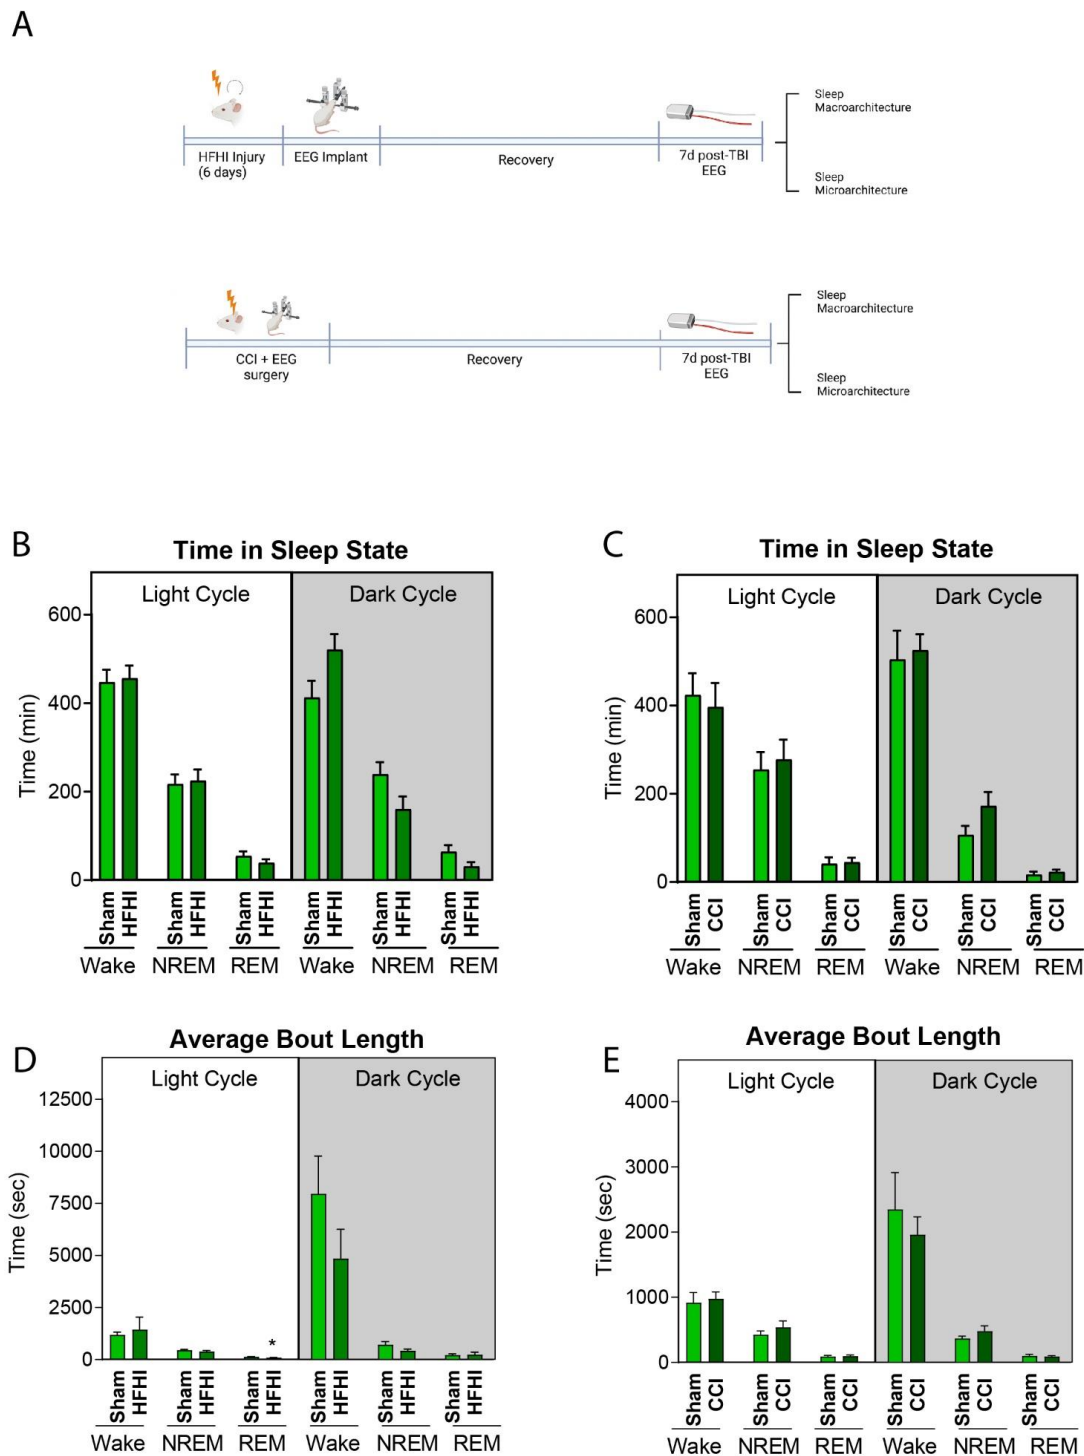 A
HFHI Injury
(6 days)
EEG Implant
Recovery
7d post-TBI
EEG
Sleep
Macroarchitecture
Sleep
Microarchitecture
CCI + EEG
surgery
Recovery
7d post-TBI
EEG
Sleep
Macroarchitecture
Sleep
Microarchitecture
B
Time in Sleep State
Light Cycle
Dark Cycle
Time (min)
600
400
200
0
Sham
HFHI
Sham
HFHI
Sham
HFHI
Sham
HFHI
Sham
HFHI
Sham
HFHI
Wake NREM REM Wake NREM REM
C
Time in Sleep State
Light Cycle
Dark Cycle
Time (min)
600
400
200
0
Sham
CCI
Sham
CCI
Sham
CCI
Sham
CCI
Sham
CCI
Sham
CCI
Wake NREM REM Wake NREM REM
D
Average Bout Length
Light Cycle
Dark Cycle
Time (sec)
12500
10000
7500
5000
2500
0
*
Sham
HFHI
Sham
HFHI
Sham
HFHI
Sham
HFHI
Sham
HFHI
Sham
HFHI
Wake NREM REM Wake NREM REM
E
Average Bout Length
Light Cycle
Dark Cycle
Time (sec)
4000
3000
2000
1000
0
Sham
CCI
Sham
CCI
Sham
CCI
Sham
CCI
Sham
CCI
Sham
CCI
Wake NREM REM Wake NREM REM